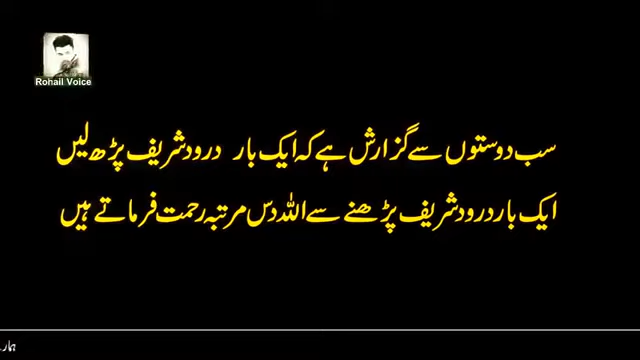 Rohail Voice
سب دوستوں سے گزارش ہے کہ ایک بار درود شریف پڑھ لیں
ایک بار درود شریف پڑھنے سے اللہ دس مرتبہ رحمت فرماتے ہیں